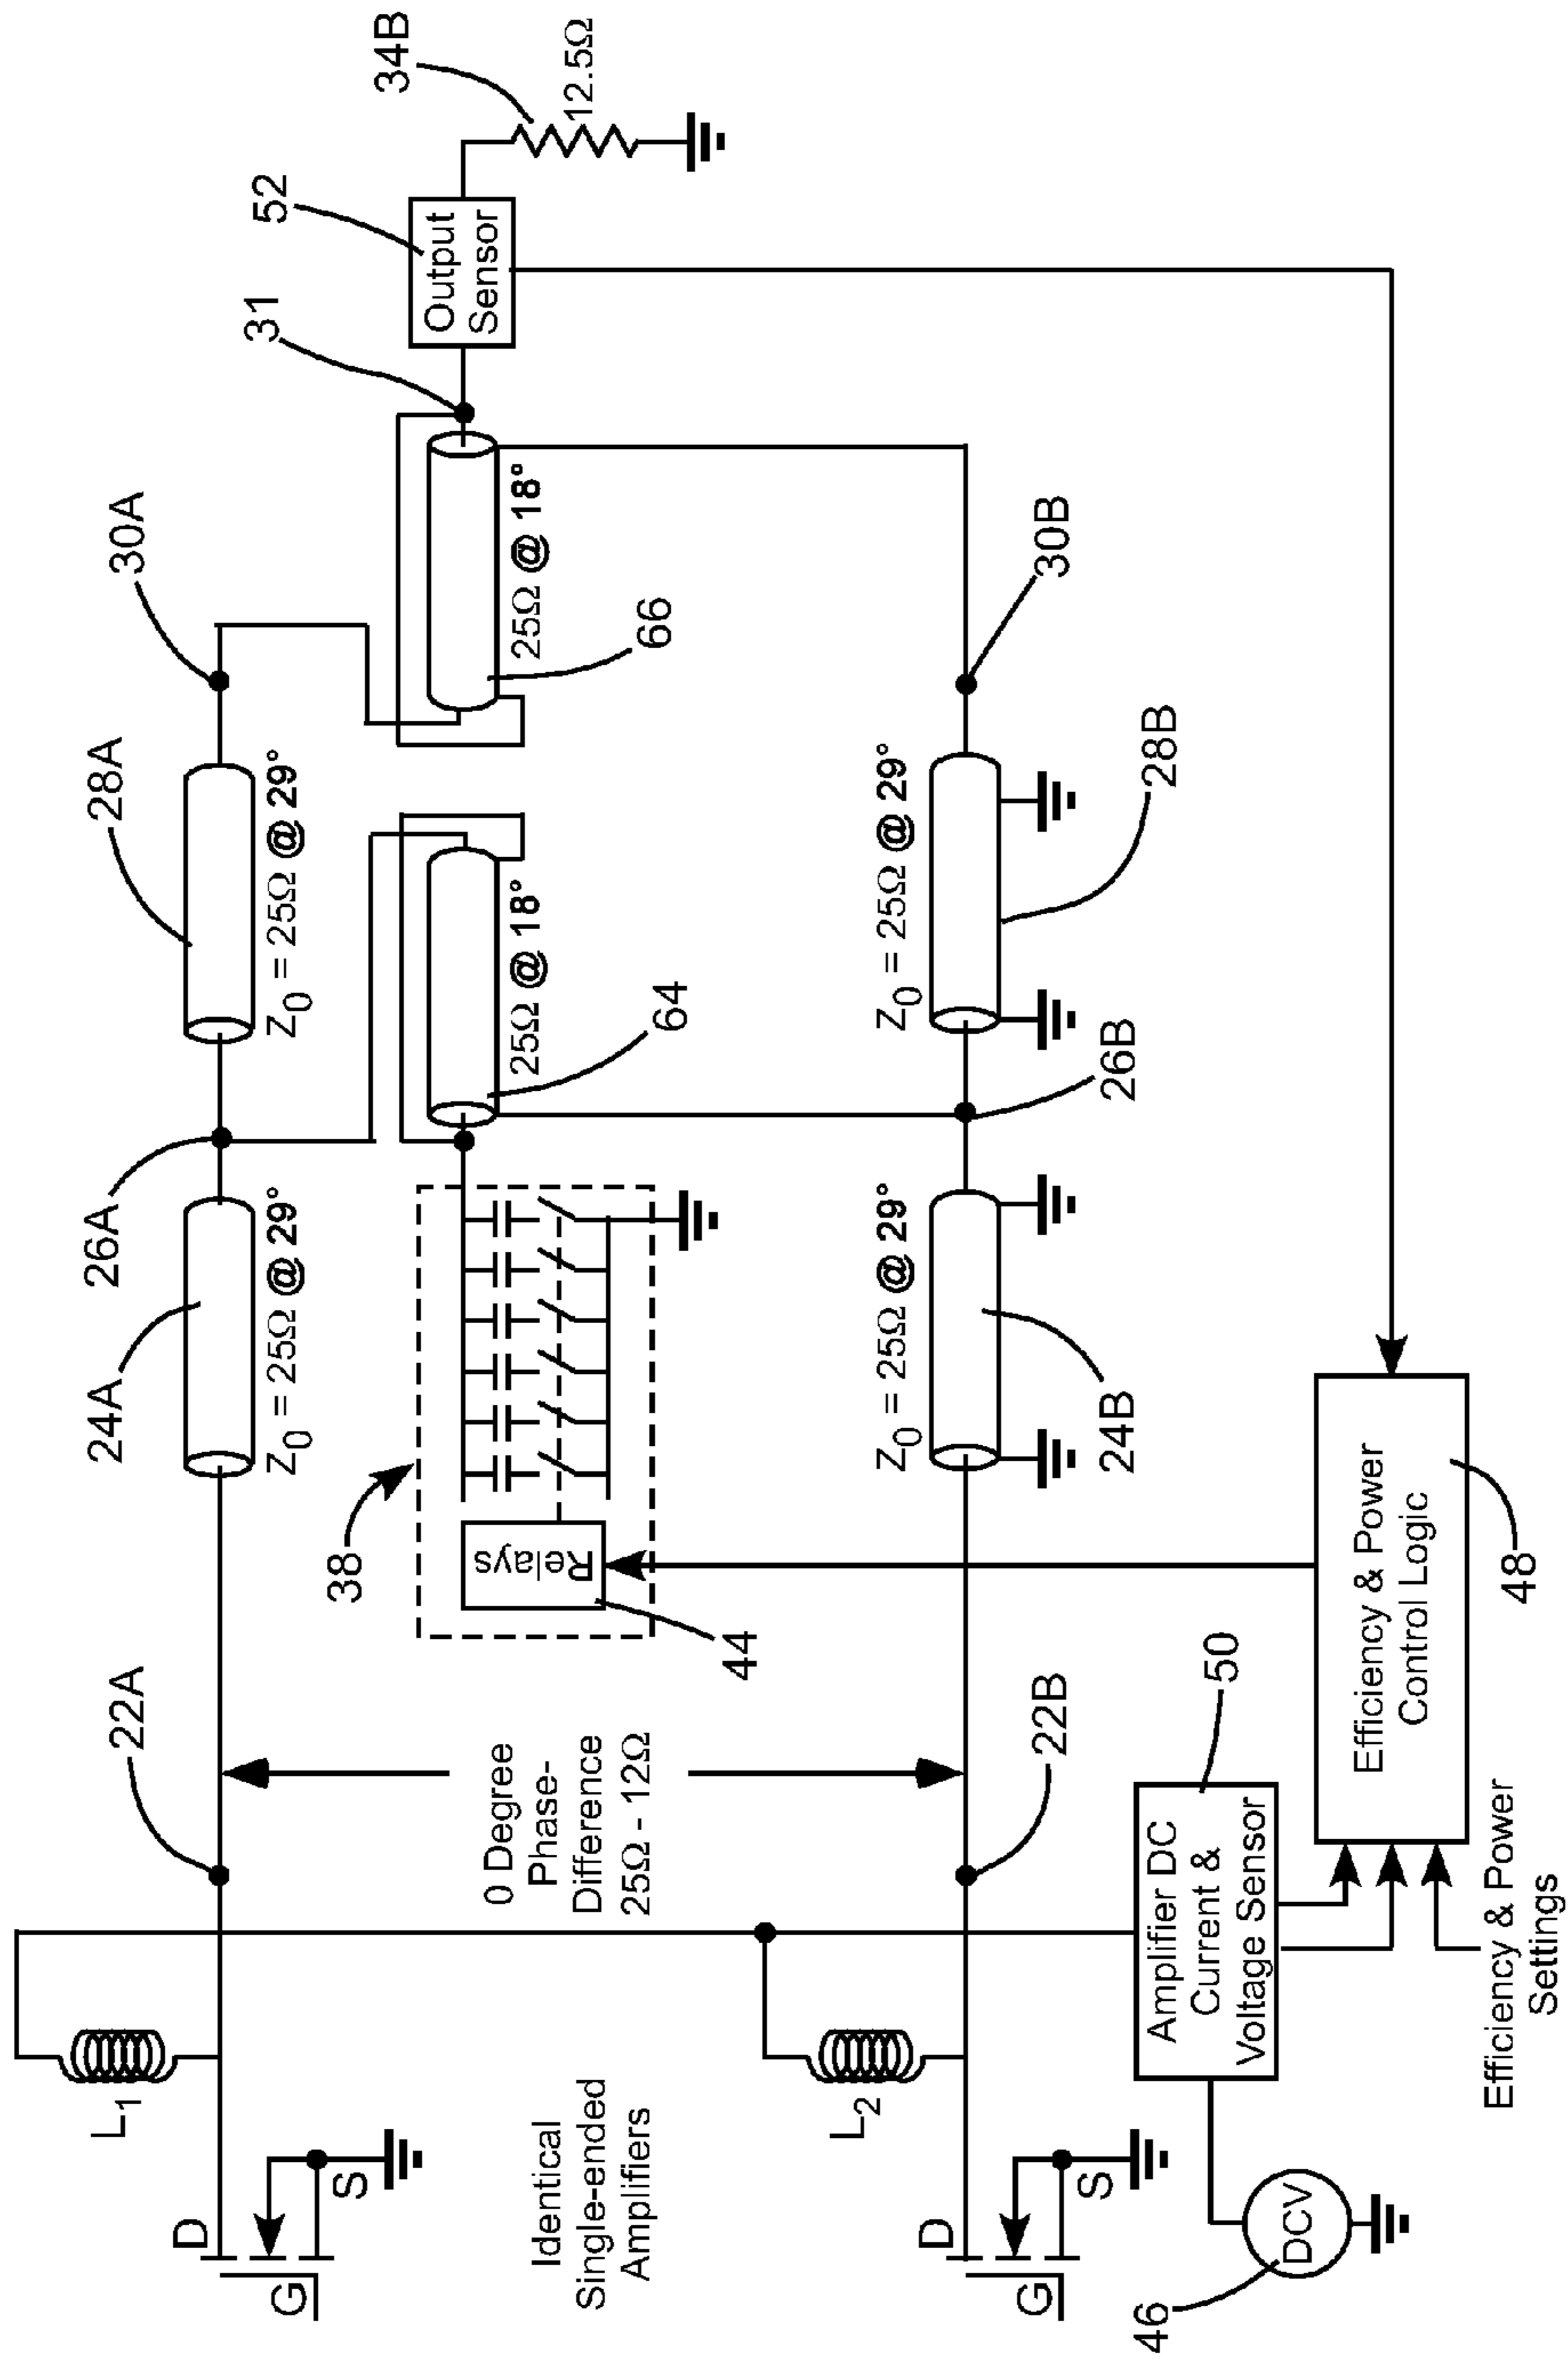 30A
28A
26A
24A
22A
L1
D
G
S
Z0 = 25Ω @ 29°
Z0 = 25Ω @ 29°
31
52
34B
Output
Sensor
12.5Ω
25Ω @ 18°
66
25Ω @ 18°
64
38
Relays
44
0 Degree
Phase-
Difference
25Ω - 12Ω
Identical
Single-ended
Amplifiers
L2
D
G
S
Z0 = 25Ω @ 29°
Z0 = 25Ω @ 29°
30B
28B
26B
24B
22B
50
Amplifier DC
Current &
Voltage Sensor
46
DCV
Efficiency & Power
Control Logic
48
Efficiency & Power
Settings